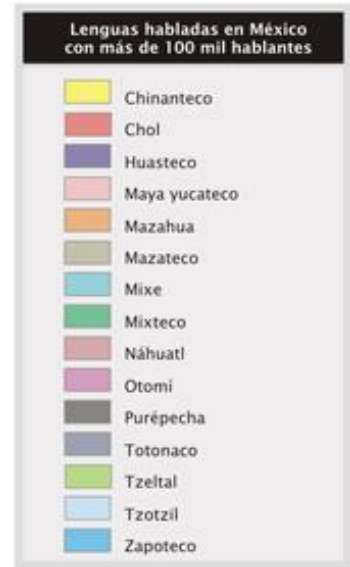 Lenguas habladas en México
con más de 100 mil hablantes
Chinanteco
Chol
Huasteco
Maya yucateco
Mazahua
Mazateco
Mixe
Mixteco
Náhuatl
Otomí
Purépecha
Totonaco
Tzeltal
Tzotzil
Zapoteco